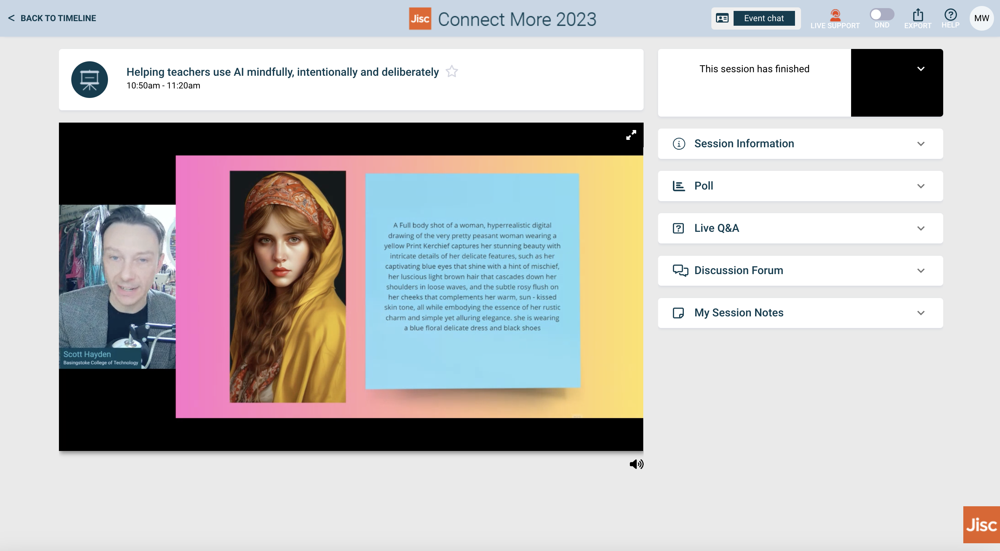 < BACK TO TIMELINE
Jisc Connect More 2023
Event chat
LIVE SUPPORT
DND
EXPORT
HELP
MW
Helping teachers use AI mindfully, intentionally and deliberately
10:50am - 11:20am
This session has finished
Session Information
Poll
Live Q&A
Discussion Forum
My Session Notes
A Full body shot of a woman, hyperrealistic digital
drawing of the very pretty peasant woman wearing a
yellow Print Kerchief captures her stunning beauty with
intricate details of her delicate features, such as her
captivating blue eyes that shine with a hint of mischief,
her luscious light brown hair that cascades down her
shoulders in loose waves, and the subtle rosy flush on
her cheeks that complements her warm, sun - kissed
skin tone, all while embodying the essence of her rustic
charm and simple yet alluring elegance. she is wearing
a blue floral delicate dress and black shoes
Scott Hayden
Basingstoke College of Technology
Jisc